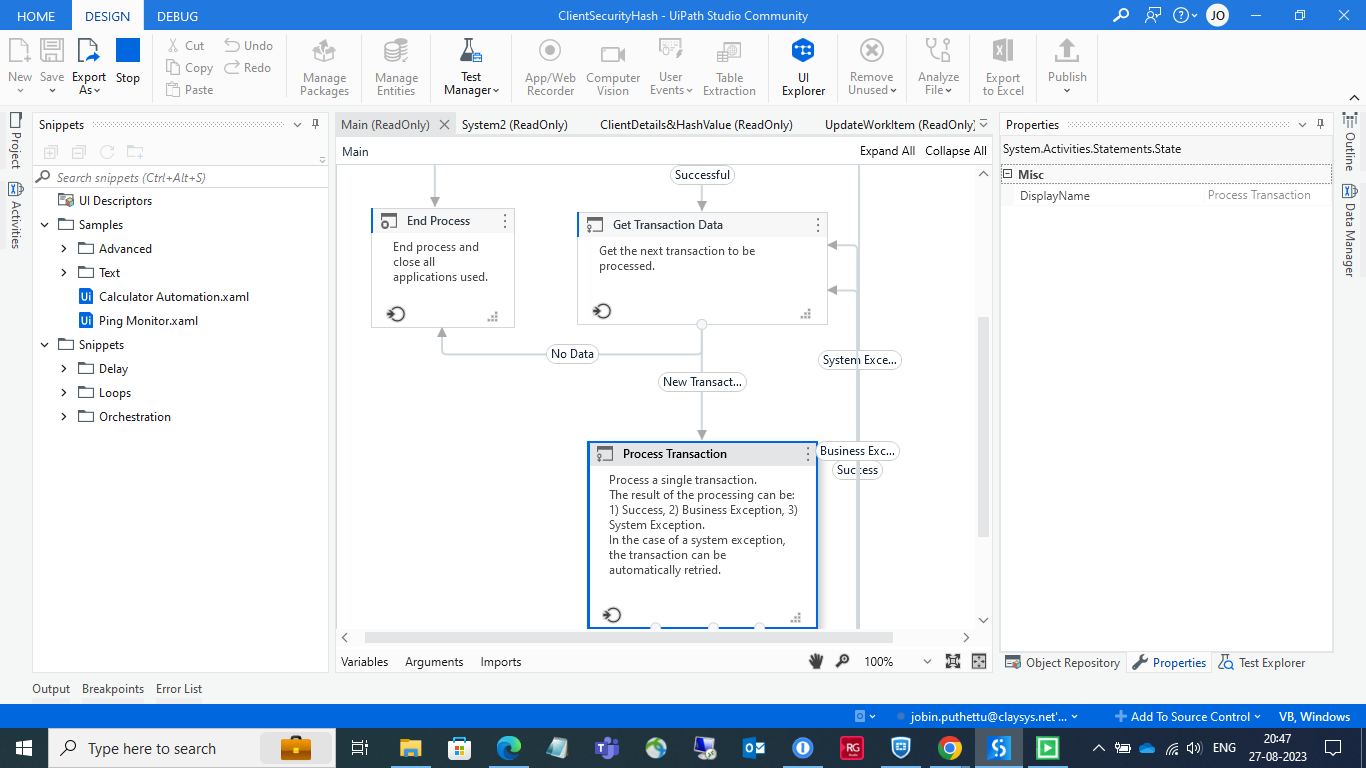 HOME
DESIGN
DEBUG
ClientSecurityHash - UiPath Studio Community
JO
New
Save
Export
As
Stop
Cut
Copy
Paste
Undo
Redo
Manage
Packages
Manage
Entities
Test
Manager
App/Web
Recorder
Computer
Vision
User
Events
Table
Extraction
UI
Explorer
Remove
Unused
Analyze
File
Export
to Excel
Publish
Project
Activities
Snippets
Search snippets (Ctrl+Alt+S)
UI Descriptors
Samples
Advanced
Text
Ui Calculator Automation.xaml
Ui Ping Monitor.xaml
Snippets
Delay
Loops
Orchestration
Main (ReadOnly)
System2 (ReadOnly)
ClientDetails&HashValue (ReadOnly)
UpdateWorkItem (ReadOnly)
Main
Expand All
Collapse All
Successful
End Process
End process and
close all
applications used.
Get Transaction Data
Get the next transaction to be
processed.
No Data
New Transact...
System Exce...
Business Exc...
Success
Process Transaction
Process a single transaction.
The result of the processing can be:
1) Success, 2) Business Exception, 3)
System Exception.
In the case of a system exception,
the transaction can be
automatically retried.
Variables
Arguments
Imports
100%
Properties
System.Activities.Statements.State
Misc
DisplayName
Process Transaction
Outline
Data Manager
Object Repository
Properties
Test Explorer
Output
Breakpoints
Error List
jobin.puthettu@claysys.net'...
Add To Source Control
VB, Windows
Type here to search
RG
ENG
20:47
27-08-2023